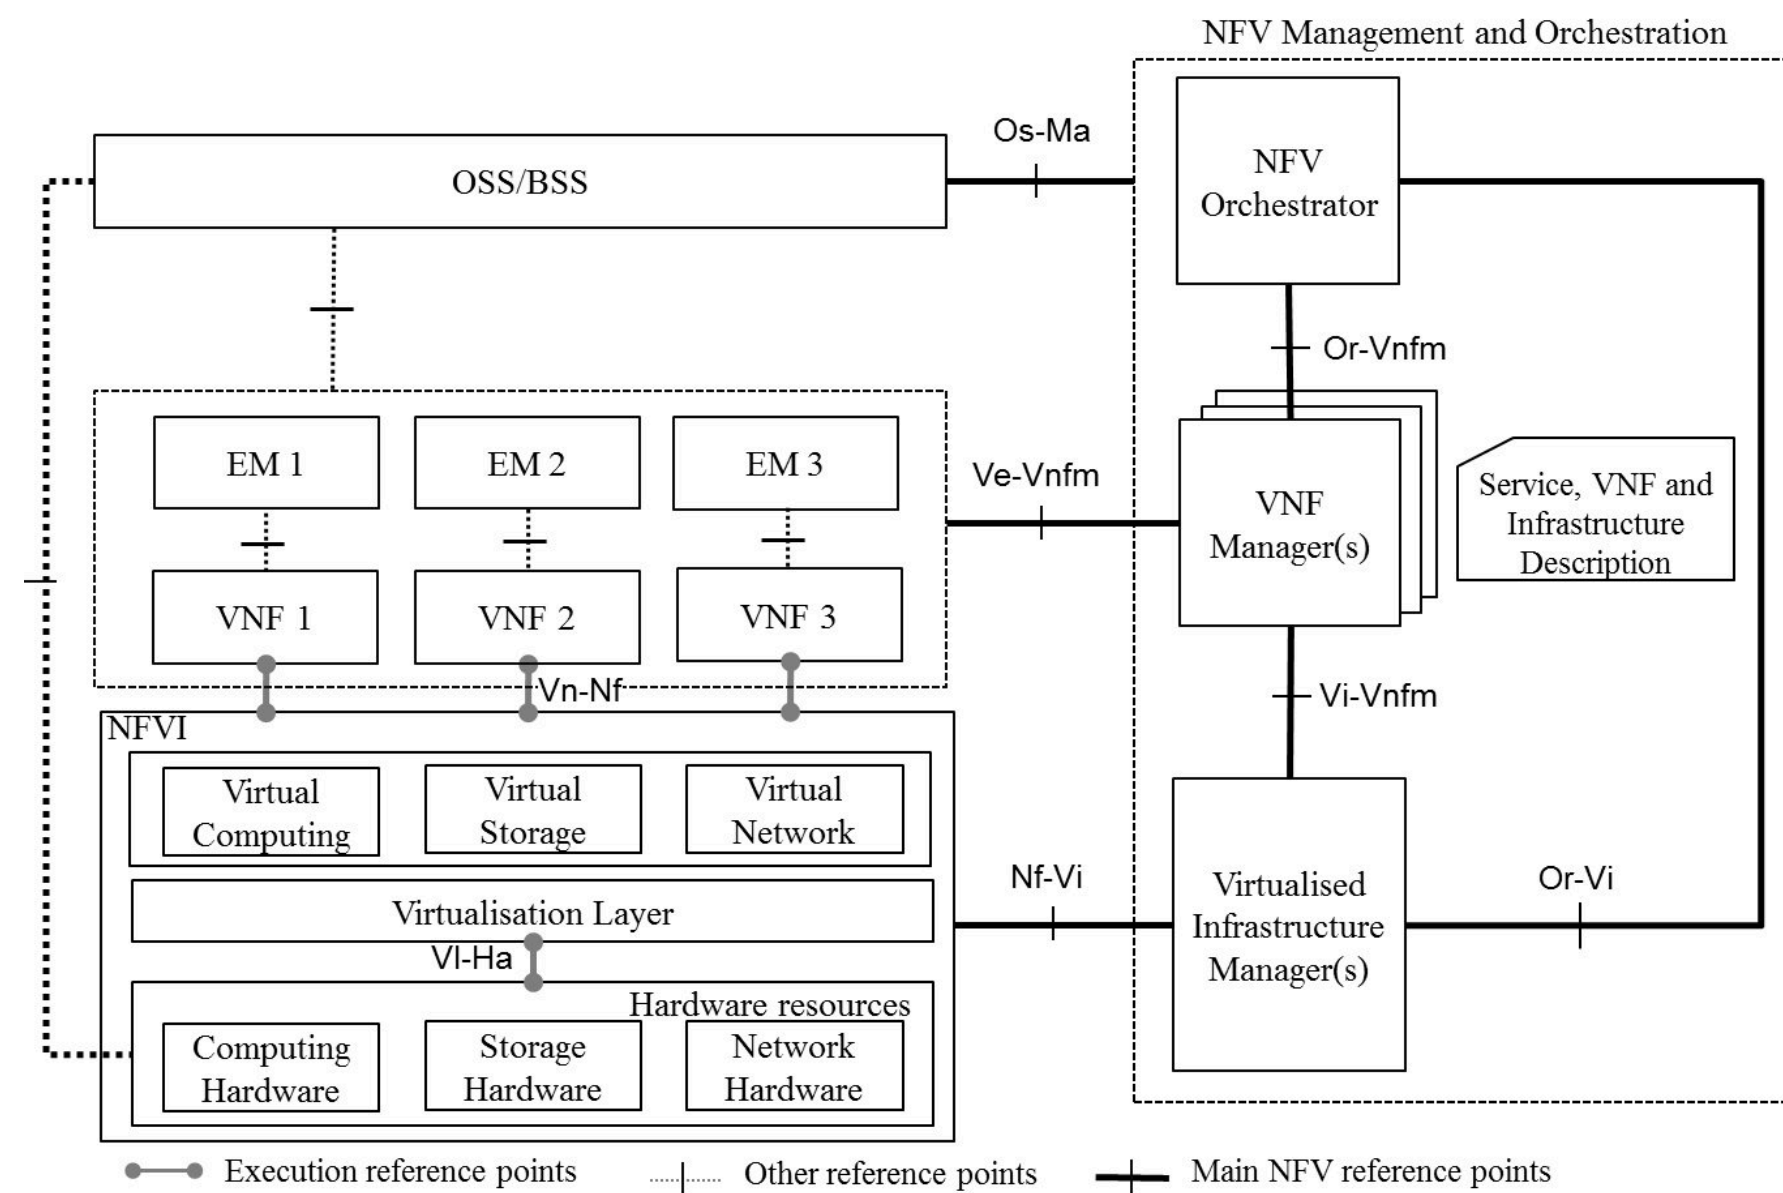 NFV Management and Orchestration
Os-Ma
OSS/BSS
NFV
Orchestrator
Or-Vnfm
EM 1
EM 2
EM 3
Ve-Vnfm
VNF
Manager(s)
Service, VNF and
Infrastructure
Description
VNF 1
VNF 2
VNF 3
Vn-Nf
Vi-Vnfm
NFVI
Virtual
Computing
Virtual
Storage
Virtual
Network
Nf-Vi
Virtualised
Infrastructure
Manager(s)
Or-Vi
Virtualisation Layer
Vl-Ha
Hardware resources
Computing
Hardware
Storage
Hardware
Network
Hardware
Execution reference points
Other reference points
Main NFV reference points